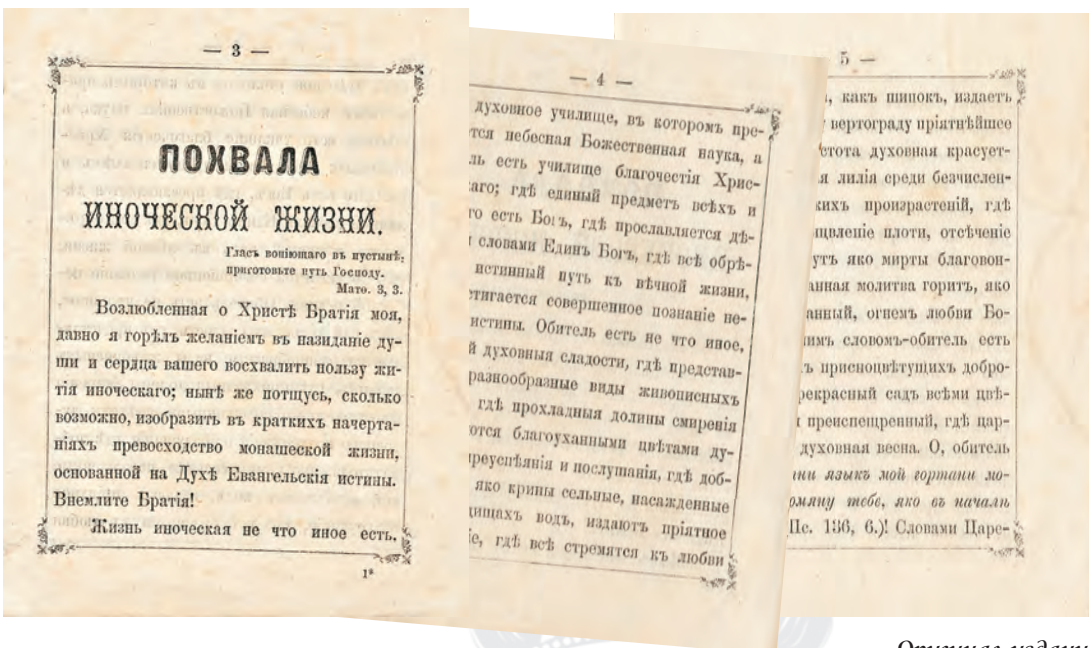 — 3 —
ПОХВАЛА
ИНОЧЕСКОЙ ЖИЗНИ.
Гласъ вопіющаго въ пустынѣ;
приготовьте путь Господу.
Матѳ. 3, 3.
Возлюбленная о Христѣ Братія моя,
давно я горѣлъ желаніемъ въ назиданіе ду-
ши и сердца вашего восхвалить пользу жи-
тія иноческаго; нынѣ же потщусь, сколько
возможно, изобразить въ краткихъ начерта-
ніяхъ превосходство монашеской жизни,
основанной на Духѣ Евангельскія истины.
Внемлите Братія!
Жизнь иноческая не что иное есть,
1*
— 4 —
духовное училище, въ которомъ пре-
тся небесная Божественная наука, а
ль есть училище благочестія Хрис-
аго; гдѣ единый предметъ всѣхъ и
го есть Богъ, гдѣ прославляется дѣ-
словами Единъ Богъ, гдѣ всѣ обрѣ-
истинный путь къ вѣчной жизни,
тигается совершенное познаніе не-
истины. Обитель есть не что иное,
й духовныя сладости, гдѣ представ-
разнообразные виды живописныхъ
гдѣ прохладныя долины смиренія
ются благоуханными цвѣтами ду-
преуспѣянія и послушанія, гдѣ доб-
яко крины сельные, насажденные
щихъ водъ, издаютъ пріятное
іе, гдѣ всѣ стремятся къ любви
5 —
, какъ шипокъ, издаетъ
вертограду пріятнѣйшее
стота духовная красует-
я лилія среди безчислен-
кихъ произрастеній, гдѣ
щвленіе плоти, отсѣченіе
утъ яко мирты благовон-
анная молитва горитъ, яко
анный, огнемъ любви Бо-
имъ словомъ-обитель есть
ъ присноцвѣтущихъ добро-
рекрасный садъ всѣми цвѣ-
преиспещренный, гдѣ цар-
духовная весна. О, обитель
ни языкъ мой гортани мо-
омяну тебе, яко въ началѣ
Пс. 136, 6.)! Словами Царе-